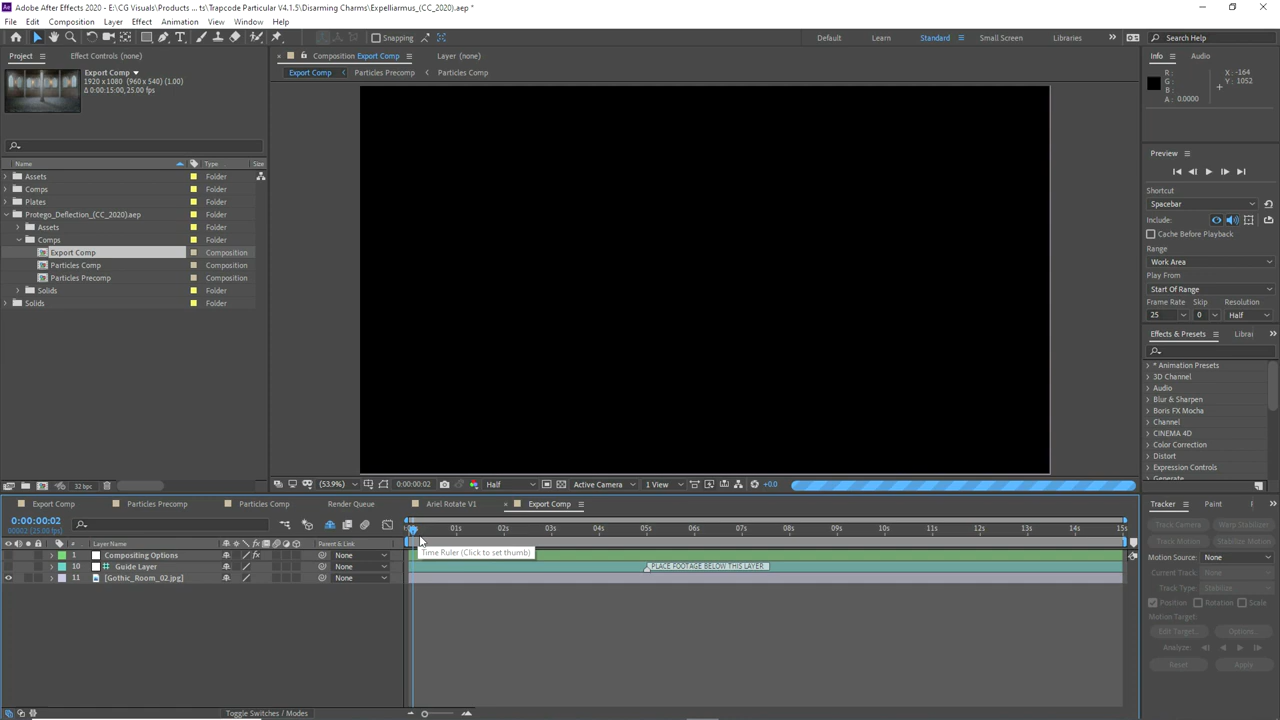 Adobe After Effects 2020 - E:\CG Visuals\Products ... ts\Trapcode Particular V4.1.5\Disarming Charms\Expelliarmus_(CC_2020).aep *
File Edit Composition Layer Effect Animation View Window Help
Snapping
Default Learn Standard Small Screen Libraries Search Help
Project Effect Controls (none)
Composition Export Comp Layer (none)
Info Audio
Export Comp
1920 x 1080 (960 x 540) (1.00)
Δ 0:00:15:00, 25.00 fps
Export Comp Particles Precomp Particles Comp
R:
G:
B:
A: 0.0000
X: -164
Y: 1052
Name Type Size
Assets Folder
Comps Folder
Plates Folder
Protego_Deflection_(CC_2020).aep Folder
Assets Folder
Comps Folder
Export Comp Composition
Particles Comp Composition
Particles Precomp Composition
Solids Folder
Solids Folder
Preview
Shortcut
Spacebar
Include:
Cache Before Playback
Range
Work Area
Play From
Start Of Range
Frame Rate Skip Resolution
25 0 Half
Effects & Presets Librai
* Animation Presets
3D Channel
Audio
Blur & Sharpen
Boris FX Mocha
Channel
CINEMA 4D
Color Correction
Distort
Expression Controls
Generate
32 bpc
(53.9%) 0:00:00:02 Half Active Camera 1 View +0.0
Export Comp Particles Precomp Particles Comp Render Queue Ariel Rotate V1 Export Comp
0:00:00:02
00002 (25.00 fps)
01s 02s 03s 04s 05s 06s 07s 08s 09s 10s 11s 12s 13s 14s 15s
# Layer Name Parent & Link
1 Compositing Options None
10 Guide Layer None
11 [Gothic_Room_02.jpg] None
Time Ruler (Click to set thumb)
PLACE FOOTAGE BELOW THIS LAYER
Toggle Switches / Modes
Tracker Paint
Track Camera Warp Stabilizer
Track Motion Stabilize Motion
Motion Source: None
Current Track: None
Track Type: Stabilize
Position Rotation Scale
Motion Target:
Edit Target... Options...
Analyze:
Reset Apply